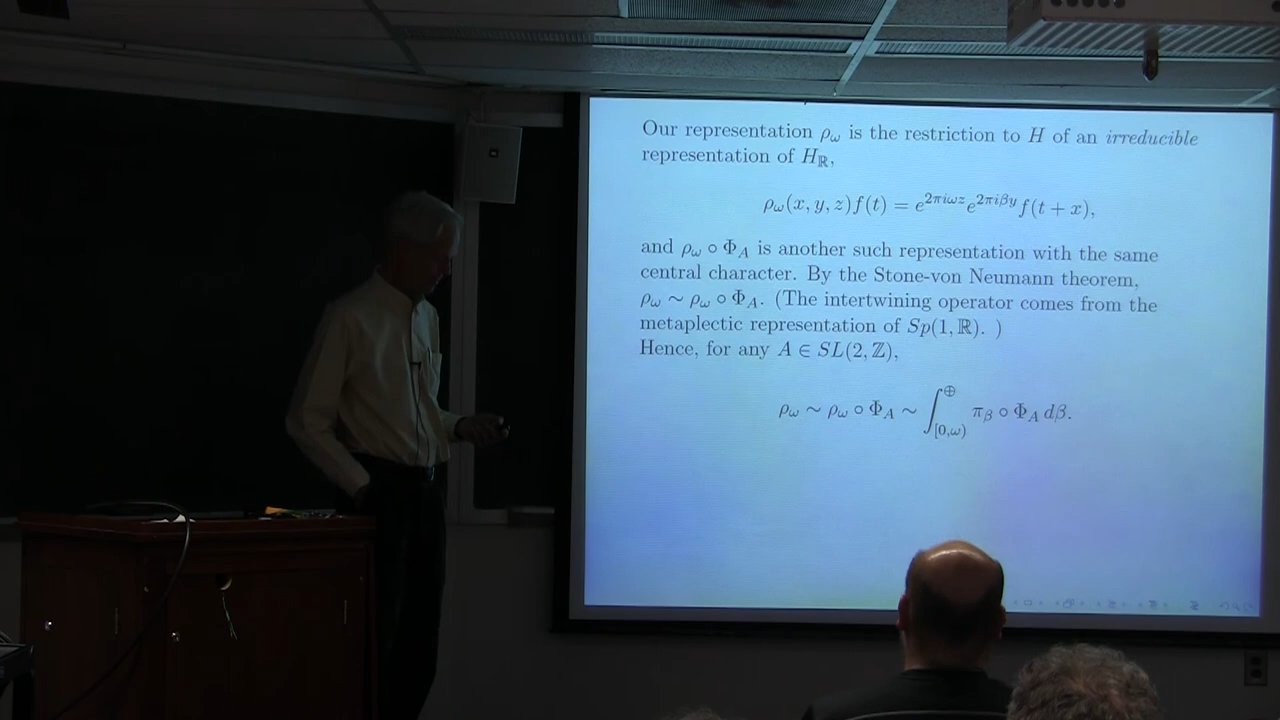 Our representation ρ_ω is the restriction to H of an irreducible
representation of H_ℝ,
ρ_ω(x, y, z)f(t) = e^{2πiωz}e^{2πiβy}f(t + x),
and ρ_ω ∘ Φ_A is another such representation with the same
central character. By the Stone-von Neumann theorem,
ρ_ω ∼ ρ_ω ∘ Φ_A. (The intertwining operator comes from the
metaplectic representation of Sp(1, ℝ). )
Hence, for any A ∈ SL(2, ℤ),
ρ_ω ∼ ρ_ω ∘ Φ_A ∼ ∫^⊕_{[0,ω)} π_β ∘ Φ_A dβ.